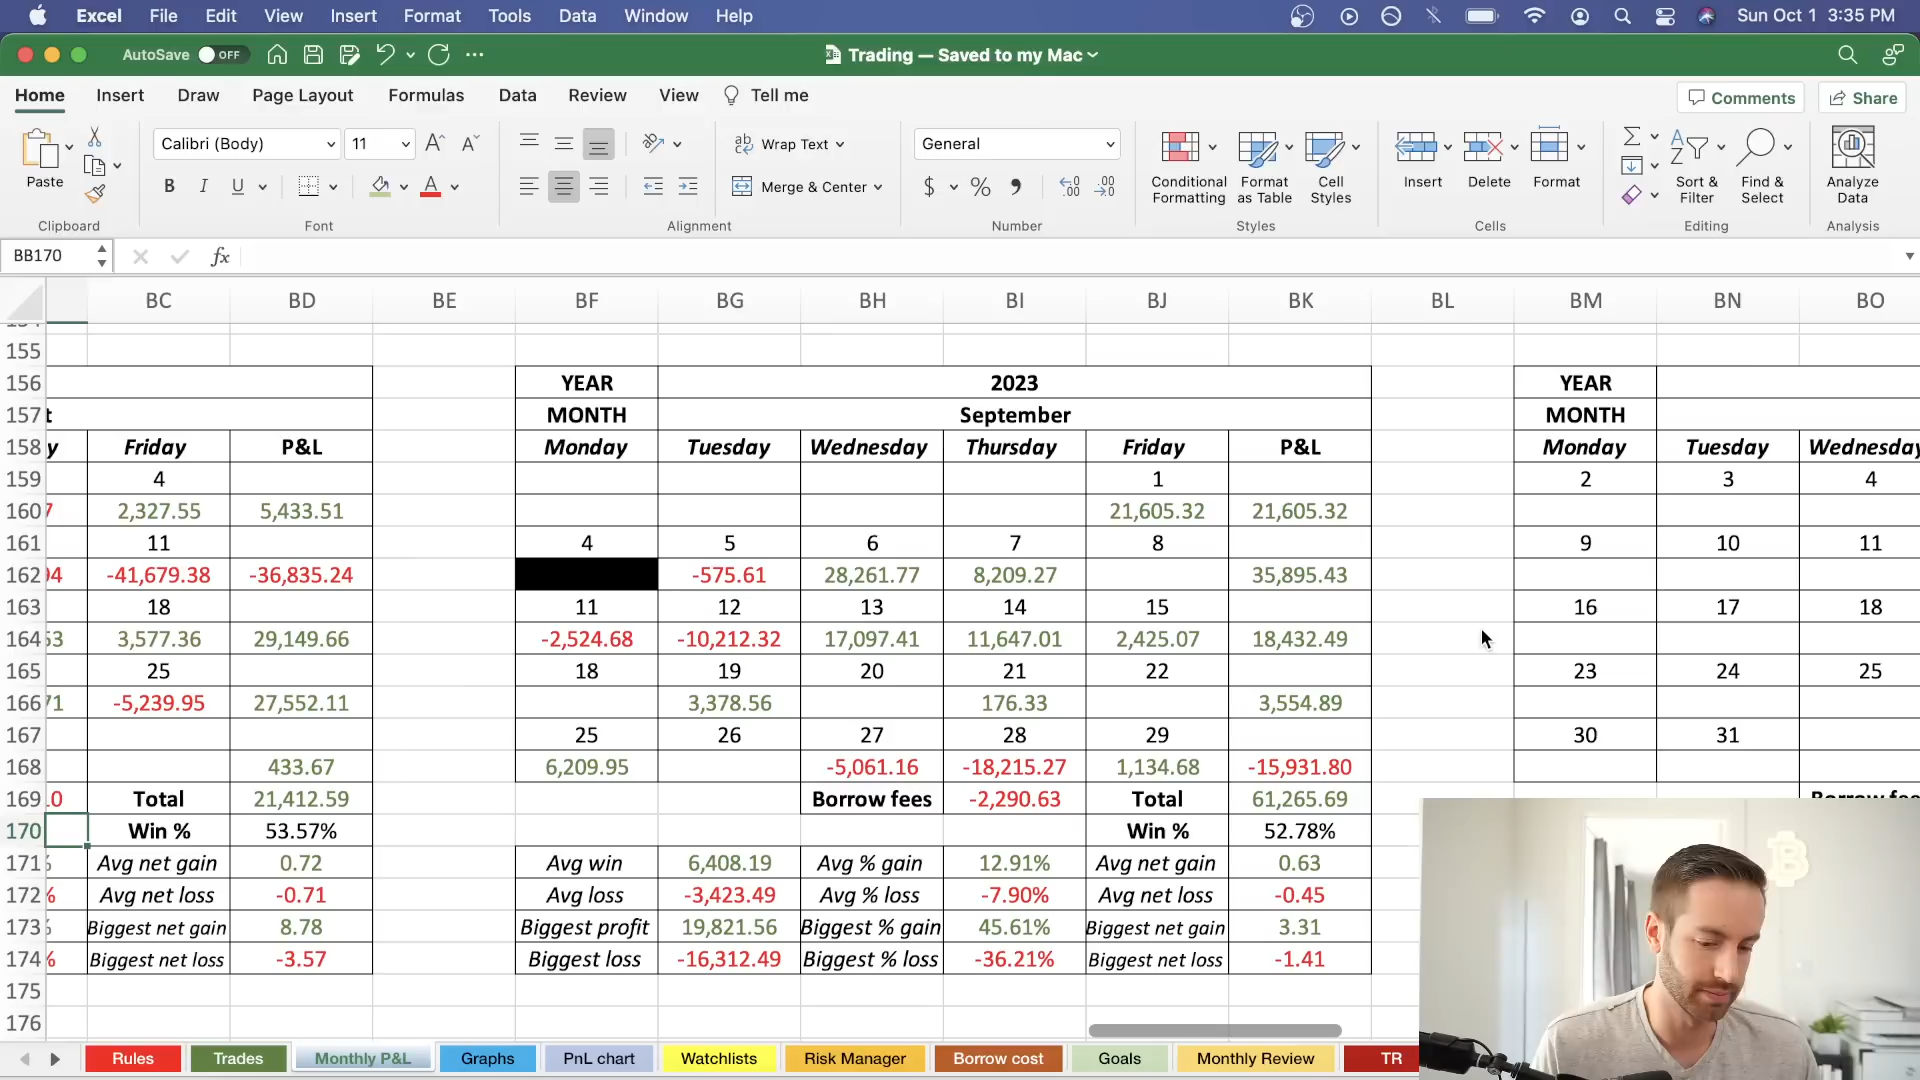 Excel File Edit View Insert Format Tools Data Window Help Sun Oct 1 3:35 PM
AutoSave OFF Trading — Saved to my Mac
Home Insert Draw Page Layout Formulas Data Review View Tell me Comments Share
Calibri (Body) 11 Wrap Text General
Paste B I U Merge & Center $ % Conditional Formatting Format as Table Cell Styles Insert Delete Format Sort & Filter Find & Select Analyze Data
Clipboard Font Alignment Number Styles Cells Editing Analysis
BB170 fx
BC BD BE BF BG BH BI BJ BK BL BM BN BO
155
156 YEAR 2023 YEAR
157 t MONTH September MONTH
158 y Friday P&L Monday Tuesday Wednesday Thursday Friday P&L Monday Tuesday Wednesday
159 4 1 2 3 4
160 7 2,327.55 5,433.51 21,605.32 21,605.32
161 11 4 5 6 7 8 9 10 11
162 04 -41,679.38 -36,835.24 -575.61 28,261.77 8,209.27 35,895.43
163 18 11 12 13 14 15 16 17 18
164 53 3,577.36 29,149.66 -2,524.68 -10,212.32 17,097.41 11,647.01 2,425.07 18,432.49
165 25 18 19 20 21 22 23 24 25
166 71 -5,239.95 27,552.11 3,378.56 176.33 3,554.89
167 25 26 27 28 29 30 31
168 433.67 6,209.95 -5,061.16 -18,215.27 1,134.68 -15,931.80
169 .0 Total 21,412.59 Borrow fees -2,290.63 Total 61,265.69
170 Win % 53.57% Win % 52.78%
171 % Avg net gain 0.72 Avg win 6,408.19 Avg % gain 12.91% Avg net gain 0.63
172 % Avg net loss -0.71 Avg loss -3,423.49 Avg % loss -7.90% Avg net loss -0.45
173 % Biggest net gain 8.78 Biggest profit 19,821.56 Biggest % gain 45.61% Biggest net gain 3.31
174 % Biggest net loss -3.57 Biggest loss -16,312.49 Biggest % loss -36.21% Biggest net loss -1.41
175
176
Rules Trades Monthly P&L Graphs PnL chart Watchlists Risk Manager Borrow cost Goals Monthly Review TR